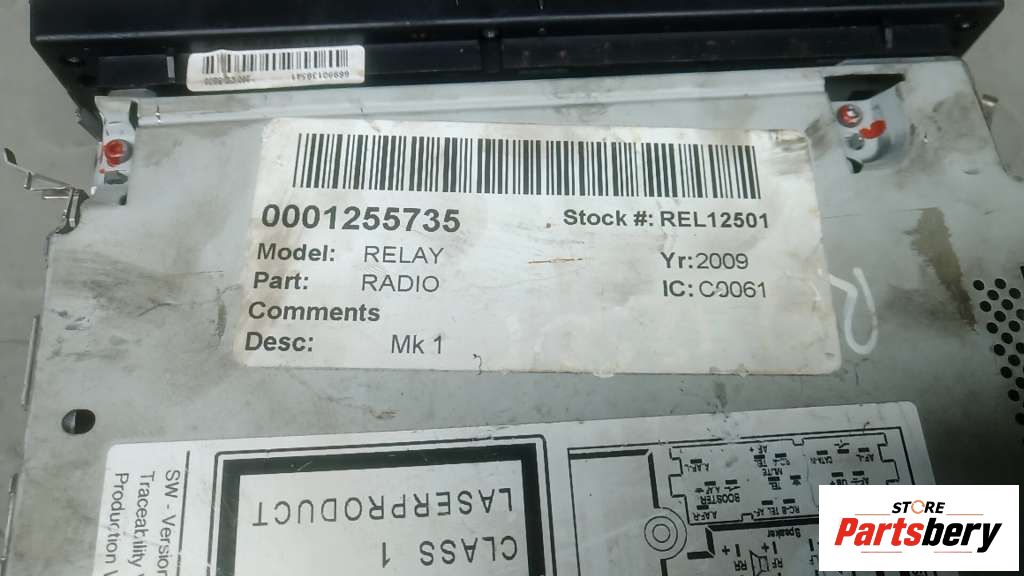 0001255735
Stock #: REL12501
Model: RELAY
Yr: 2009
Part: RADIO
IC: C0061
Comments
Desc: Mk 1
SW - Version
Traceability
Production
LASERPRODUCT
CLASS 1
BOOSTER
Speaker
STORE
Partsbery